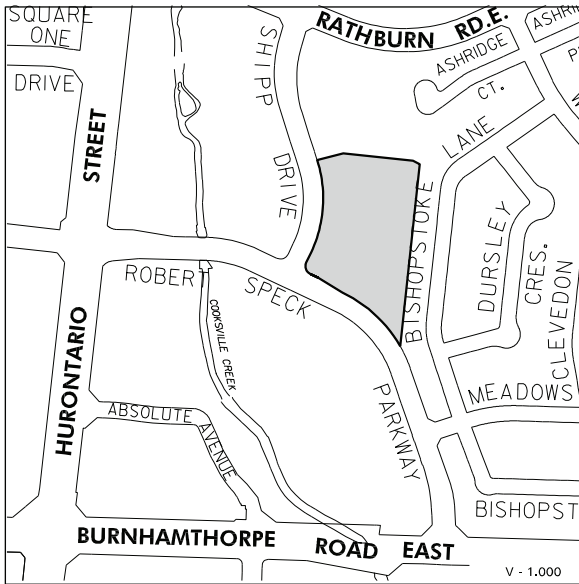 SQUARE
ONE
DRIVE
STREET
SHIPP
DRIVE
RATHBURN RD.E.
ASHRIDGE
CT.
LANE
BISHOPSTOKE
DURSLEY
CRES.
CLEVEDON
ROBERT
SPECK
PARKWAY
COOKSVILLE CREEK
HURONTARIO
ABSOLUTE
AVENUE
MEADOWS
BISHOPST
BURNHAMTHORPE ROAD EAST
V - 1.000